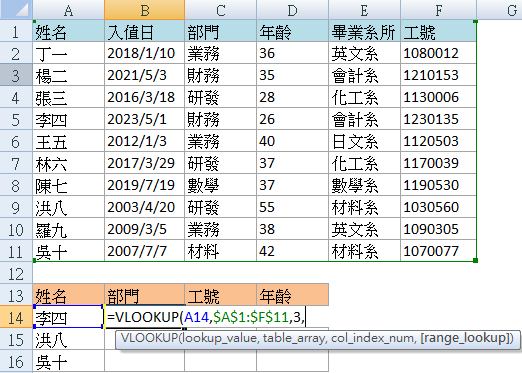 A B C D E F G
1 姓名 入值日 部門 年齡 畢業系所 工號
2 丁一 2018/1/10 業務 36 英文系 1080012
3 楊二 2021/5/3 財務 35 會計系 1210153
4 張三 2016/3/18 研發 28 化工系 1130006
5 李四 2023/5/1 財務 26 會計系 1230135
6 王五 2012/1/3 業務 40 日文系 1120503
7 林六 2017/3/29 研發 37 化工系 1170039
8 陳七 2019/7/19 數學 37 數學系 1190530
9 洪八 2003/4/20 研發 55 材料系 1030560
10 羅九 2009/3/5 業務 38 英文系 1090305
11 吳十 2007/7/7 材料 42 材料系 1070077
12
13 姓名 部門 工號 年齡
14 李四 =VLOOKUP(A14,$A$1:$F$11,3,
15 洪八 VLOOKUP(lookup_value, table_array, col_index_num, [range_lookup])
16 吳十